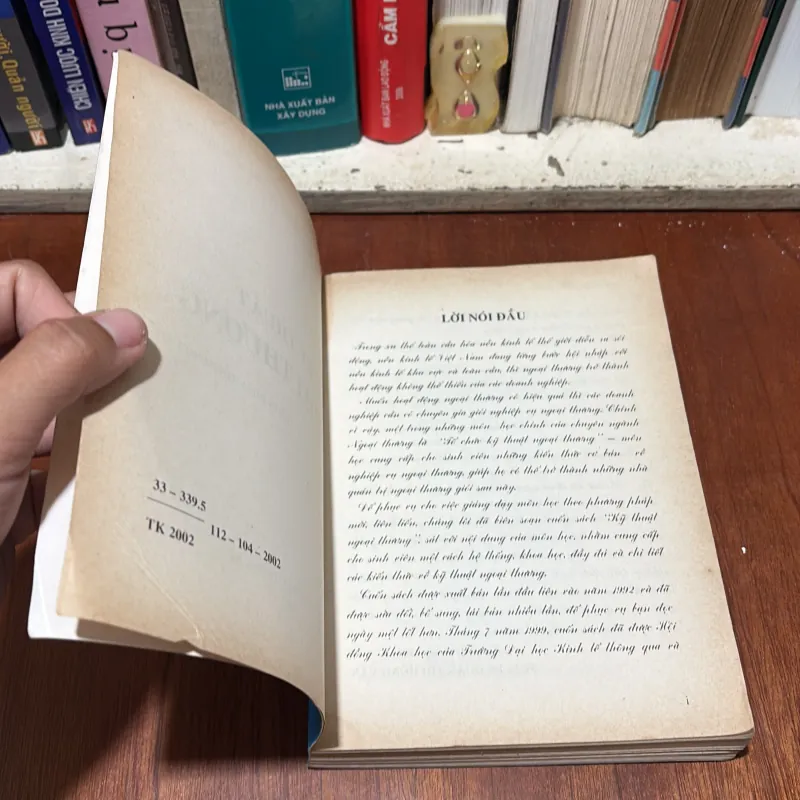 Quản người
CHIẾN LƯỢC KINH DO
NHÀ XUẤT BẢN
XÂY DỰNG
CẨM
NHÀ XUẤT BẢN LAO ĐỘNG
33 – 339.5
112 – 104 – 2002
TK 2002
LỜI NÓI ĐẦU
Trong xu thế toàn cầu hóa nền kinh tế thế giới diễn ra sôi
động, nền kinh tế Việt Nam đang từng bước hội nhập với
nền kinh tế khu vực và toàn cầu, thì ngoại thương trở thành
hoạt động không thể thiếu của các doanh nghiệp.
Muốn hoạt động ngoại thương có hiệu quả thì các doanh
nghiệp cần có chuyên gia giỏi nghiệp vụ ngoại thương. Chính
vì vậy, một trong những môn học chính của chuyên ngành
Ngoại thương là "Tổ chức kỹ thuật ngoại thương" – môn
học cung cấp cho sinh viên những kiến thức cơ bản về
nghiệp vụ ngoại thương, giúp họ có thể trở thành những nhà
quản trị ngoại thương giỏi sau này.
Để phục vụ cho việc giảng dạy môn học theo phương pháp
mới, tiên tiến, chúng tôi đã biên soạn cuốn sách "Kỹ thuật
ngoại thương", sát với nội dung của môn học, nhằm cung cấp
cho sinh viên một cách hệ thống, khoa học, đầy đủ và chi tiết
các kiến thức về kỹ thuật ngoại thương.
Cuốn sách được xuất bản lần đầu tiên vào năm 1992 và đã
được sửa đổi, bổ sung, tái bản nhiều lần, để phục vụ bạn đọc
ngày một tốt hơn. Tháng 7 năm 1999, cuốn sách đã được Hội
đồng Khoa học của Trường Đại học Kinh tế thông qua và
1